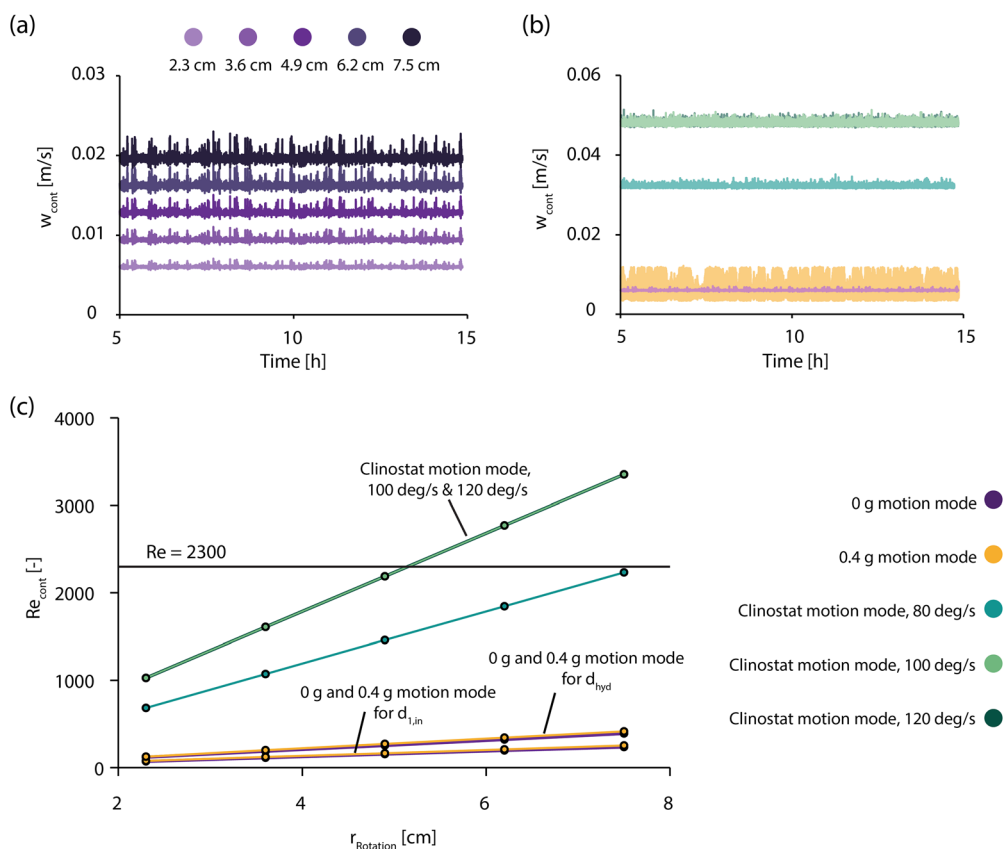 (a)
2.3 cm 3.6 cm 4.9 cm 6.2 cm 7.5 cm
0.03
0.02
0.01
0
w_cont [m/s]
5 10 15
Time [h]
(b)
0.06
0.04
0.02
0
w_cont [m/s]
5 10 15
Time [h]
(c)
4000
3000
2000
1000
0
Re_cont [-]
Clinostat motion mode,
100 deg/s & 120 deg/s
Re = 2300
0 g and 0.4 g motion mode
for d_hyd
0 g and 0.4 g motion mode
for d_1,in
2 4 6 8
r_Rotation [cm]
0 g motion mode
0.4 g motion mode
Clinostat motion mode, 80 deg/s
Clinostat motion mode, 100 deg/s
Clinostat motion mode, 120 deg/s